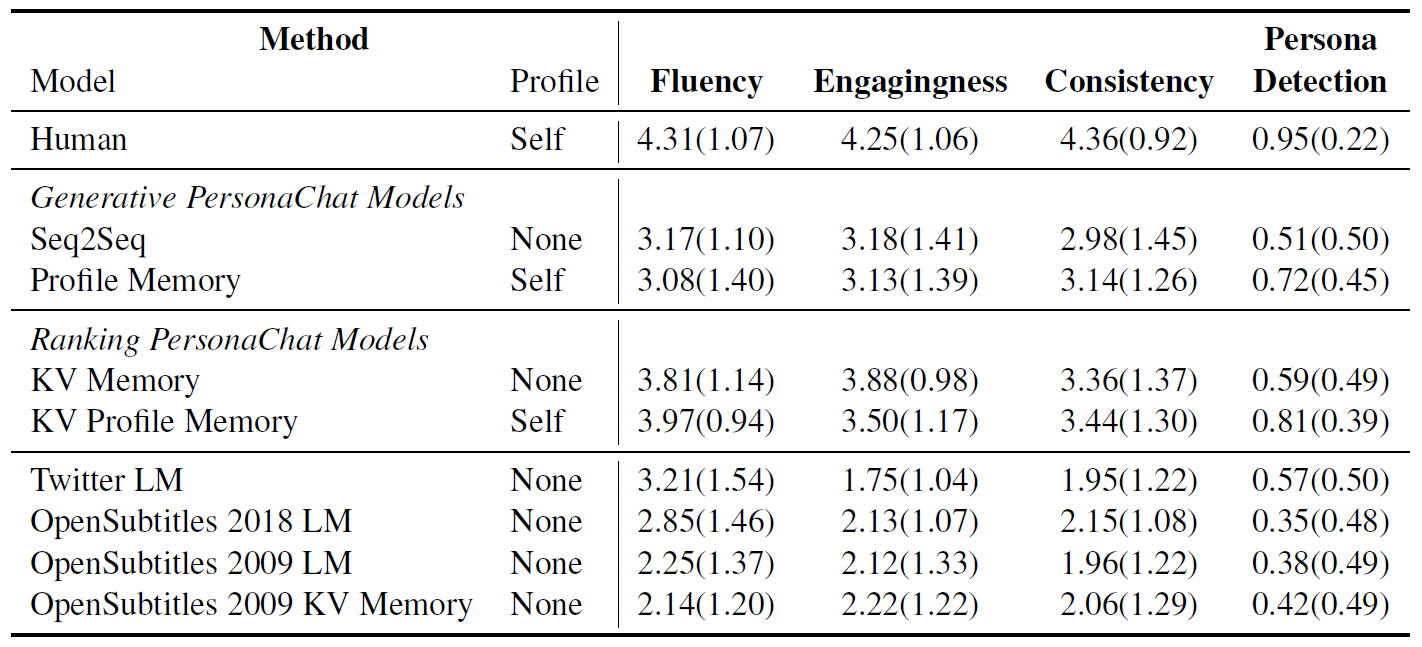 Method Persona
Model Profile Fluency Engagingness Consistency Detection
Human Self 4.31(1.07) 4.25(1.06) 4.36(0.92) 0.95(0.22)
Generative PersonaChat Models
Seq2Seq None 3.17(1.10) 3.18(1.41) 2.98(1.45) 0.51(0.50)
Profile Memory Self 3.08(1.40) 3.13(1.39) 3.14(1.26) 0.72(0.45)
Ranking PersonaChat Models
KV Memory None 3.81(1.14) 3.88(0.98) 3.36(1.37) 0.59(0.49)
KV Profile Memory Self 3.97(0.94) 3.50(1.17) 3.44(1.30) 0.81(0.39)
Twitter LM None 3.21(1.54) 1.75(1.04) 1.95(1.22) 0.57(0.50)
OpenSubtitles 2018 LM None 2.85(1.46) 2.13(1.07) 2.15(1.08) 0.35(0.48)
OpenSubtitles 2009 LM None 2.25(1.37) 2.12(1.33) 1.96(1.22) 0.38(0.49)
OpenSubtitles 2009 KV Memory None 2.14(1.20) 2.22(1.22) 2.06(1.29) 0.42(0.49)